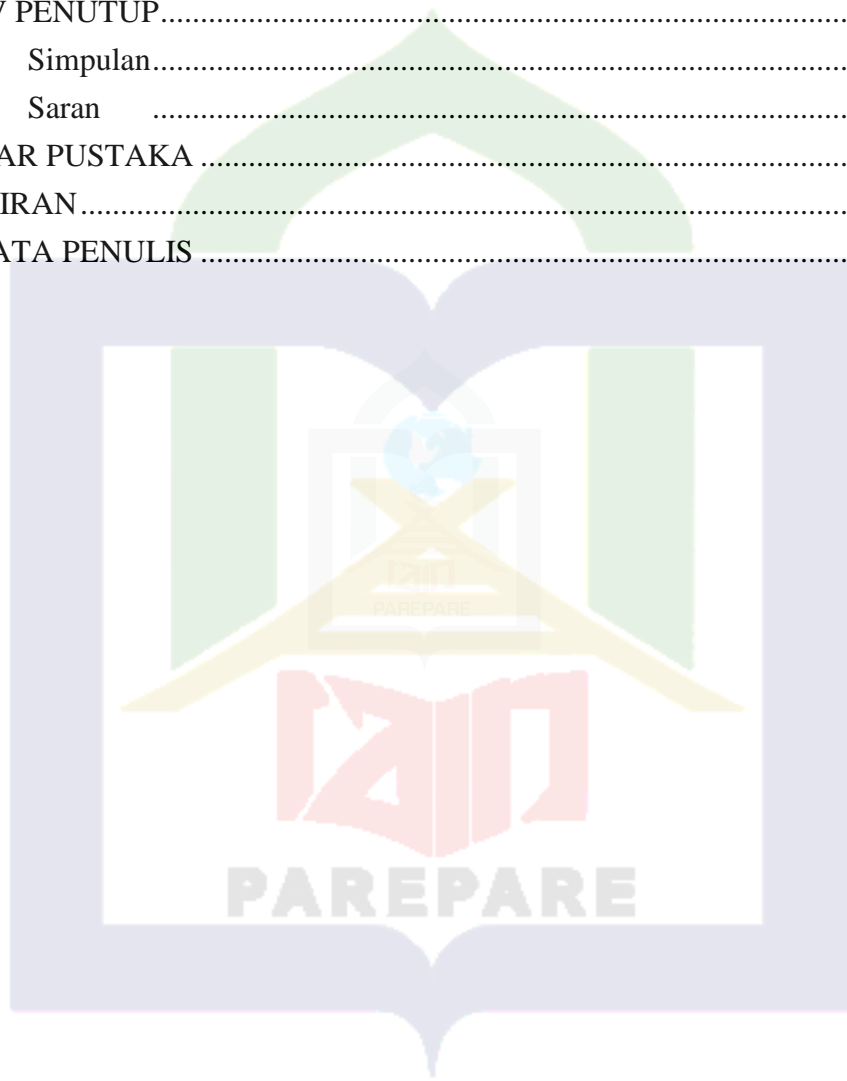 V PENUTUP................................................................................................
Simpulan................................................................................................
Saran ................................................................................................
AR PUSTAKA ................................................................................................
IRAN................................................................................................
ATA PENULIS ................................................................................................
PAREPARE
iain
PAREPARE